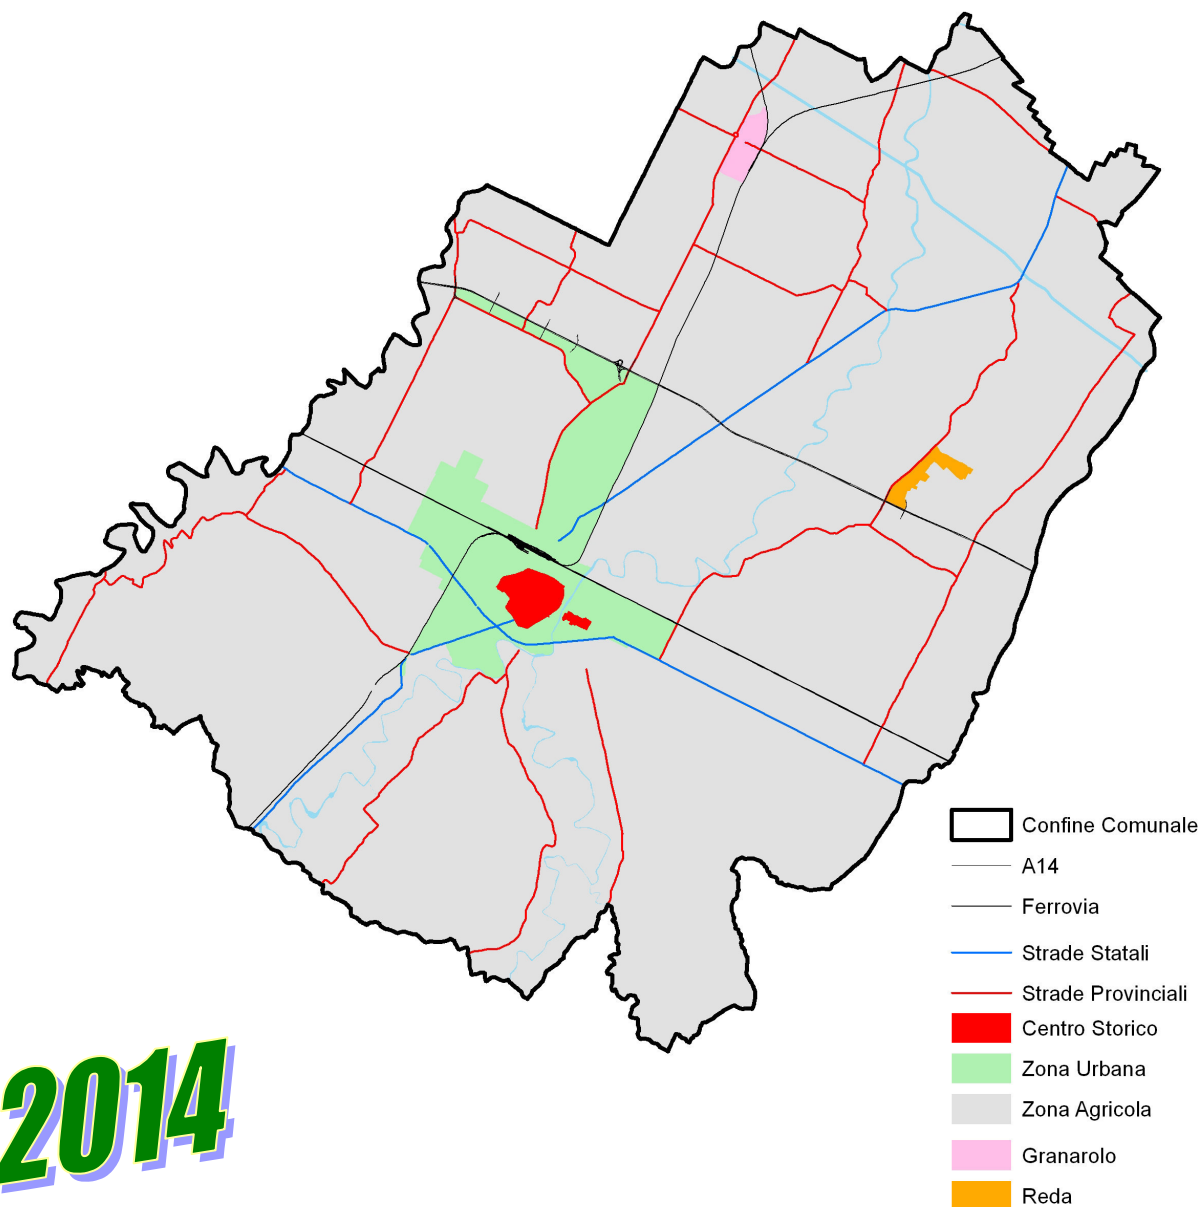 Confine Comunale
A14
Ferrovia
Strade Statali
Strade Provinciali
Centro Storico
Zona Urbana
Zona Agricola
Granarolo
Reda
2014